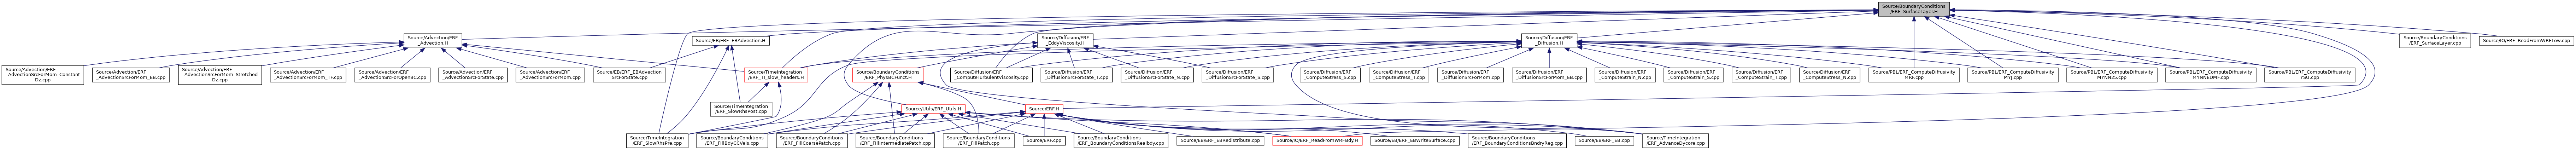 Source/BoundaryConditions
/ERF_SurfaceLayer.H
Source/Advection/ERF
_Advection.H
Source/EB/ERF_EBAdvection.H
Source/Diffusion/ERF
_EddyViscosity.H
Source/Diffusion/ERF
_Diffusion.H
Source/BoundaryConditions
/ERF_SurfaceLayer.cpp
Source/IO/ERF_ReadFromWRFLow.cpp
Source/Advection/ERF
_AdvectionSrcForMom_Constant
Dz.cpp
Source/Advection/ERF
_AdvectionSrcForMom_EB.cpp
Source/Advection/ERF
_AdvectionSrcForMom_Stretched
Dz.cpp
Source/Advection/ERF
_AdvectionSrcForMom_TF.cpp
Source/Advection/ERF
_AdvectionSrcForOpenBC.cpp
Source/Advection/ERF
_AdvectionSrcForState.cpp
Source/Advection/ERF
_AdvectionSrcForMom.cpp
Source/EB/ERF_EBAdvection
SrcForState.cpp
Source/TimeIntegration
/ERF_TI_slow_headers.H
Source/BoundaryConditions
/ERF_PhysBCFunct.H
Source/Diffusion/ERF
_ComputeTurbulentViscosity.cpp
Source/Diffusion/ERF
_DiffusionSrcForState_T.cpp
Source/Diffusion/ERF
_DiffusionSrcForState_N.cpp
Source/Diffusion/ERF
_DiffusionSrcForState_S.cpp
Source/Diffusion/ERF
_ComputeStress_S.cpp
Source/Diffusion/ERF
_ComputeStress_T.cpp
Source/Diffusion/ERF
_DiffusionSrcForMom.cpp
Source/Diffusion/ERF
_DiffusionSrcForMom_EB.cpp
Source/Diffusion/ERF
_ComputeStrain_N.cpp
Source/Diffusion/ERF
_ComputeStrain_S.cpp
Source/Diffusion/ERF
_ComputeStrain_T.cpp
Source/Diffusion/ERF
_ComputeStress_N.cpp
Source/PBL/ERF_ComputeDiffusivity
MRF.cpp
Source/PBL/ERF_ComputeDiffusivity
MYJ.cpp
Source/PBL/ERF_ComputeDiffusivity
MYNN25.cpp
Source/PBL/ERF_ComputeDiffusivity
MYNNEDMF.cpp
Source/PBL/ERF_ComputeDiffusivity
YSU.cpp
Source/TimeIntegration
/ERF_SlowRhsPost.cpp
Source/Utils/ERF_Utils.H
Source/ERF.H
Source/TimeIntegration
/ERF_SlowRhsPre.cpp
Source/BoundaryConditions
/ERF_FillBdyCCVels.cpp
Source/BoundaryConditions
/ERF_FillCoarsePatch.cpp
Source/BoundaryConditions
/ERF_FillIntermediatePatch.cpp
Source/BoundaryConditions
/ERF_FillPatch.cpp
Source/ERF.cpp
Source/BoundaryConditions
/ERF_BoundaryConditionsRealbdy.cpp
Source/EB/ERF_EBRedistribute.cpp
Source/IO/ERF_ReadFromWRFBdy.H
Source/EB/ERF_EBWriteSurface.cpp
Source/BoundaryConditions
/ERF_BoundaryConditionsBndryReg.cpp
Source/EB/ERF_EB.cpp
Source/TimeIntegration
/ERF_AdvanceDycore.cpp